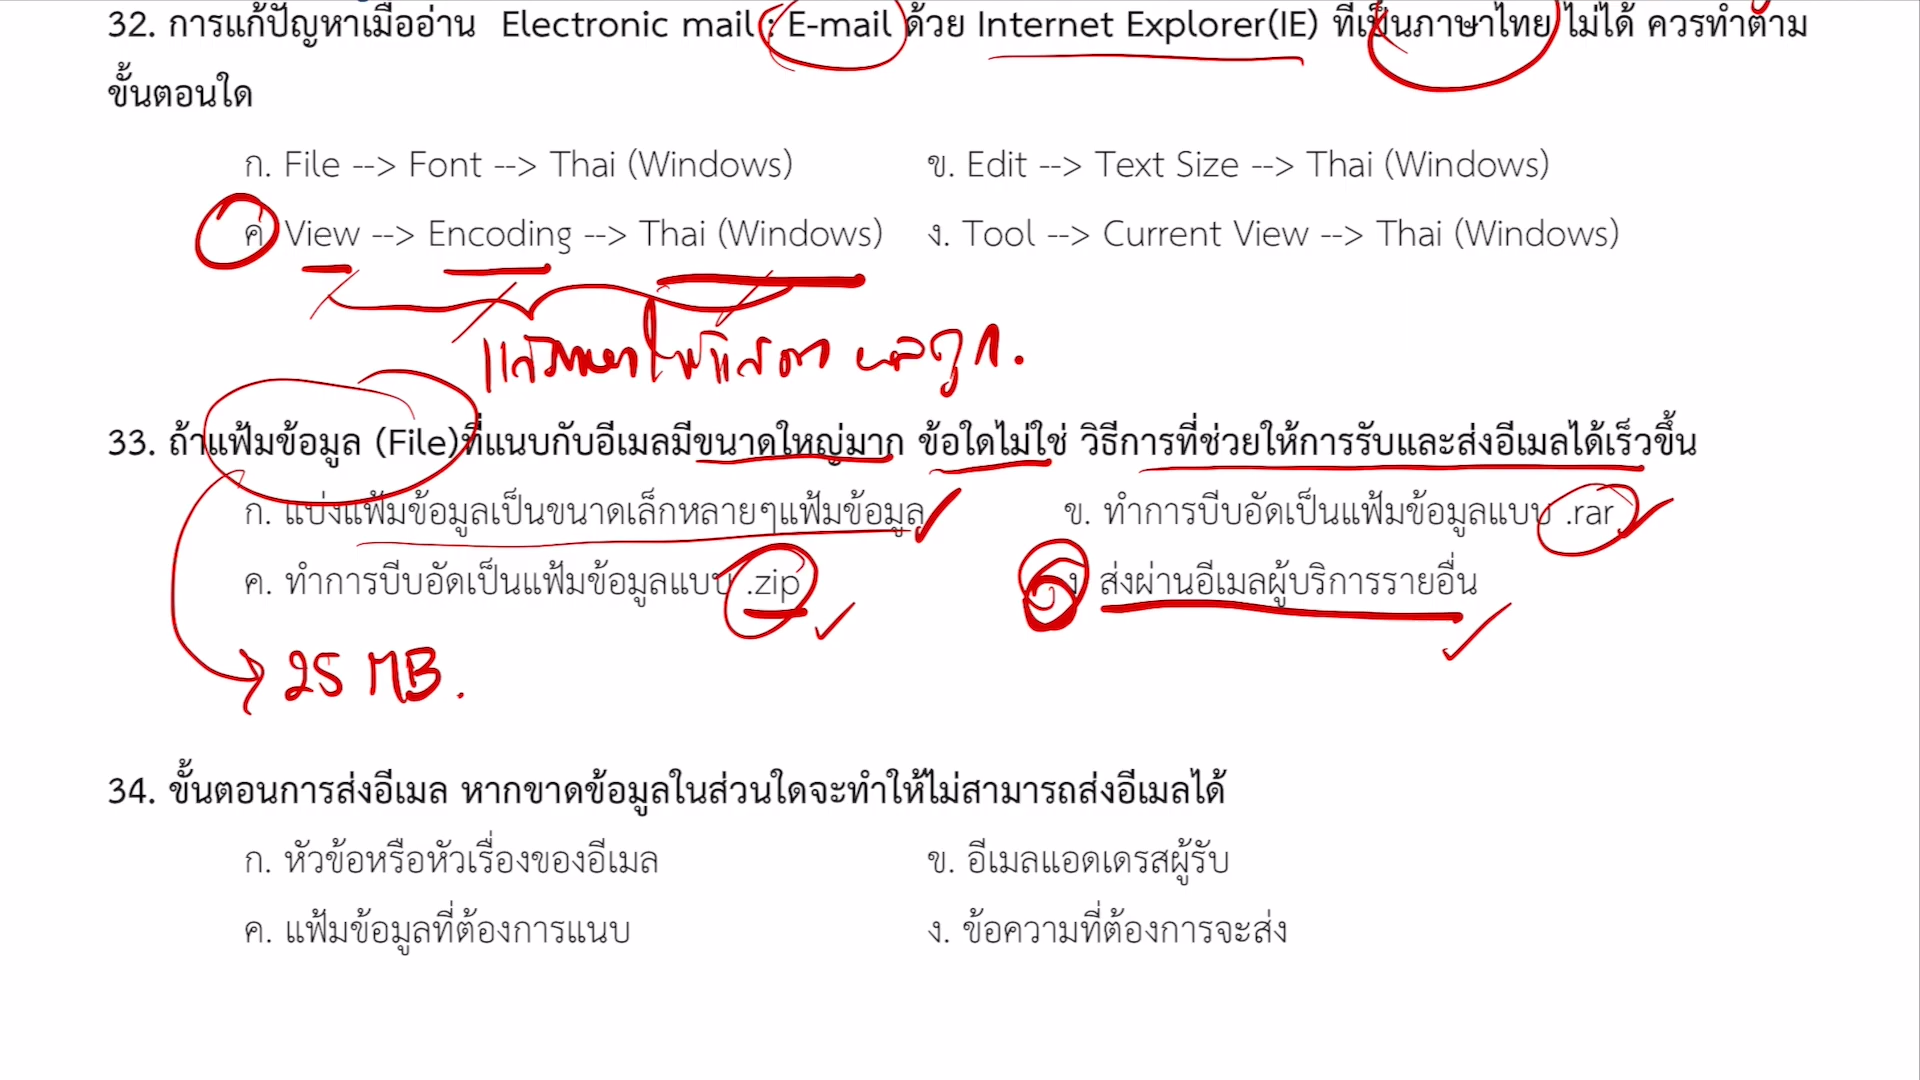 32. การแก้ปัญหาเมื่ออ่าน Electronic mail : E-mail ด้วย Internet Explorer(IE) ที่เป็นภาษาไทย ไม่ได้ ควรทำตาม
ขั้นตอนใด
ก. File --> Font --> Thai (Windows) ข. Edit --> Text Size --> Thai (Windows)
ค. View --> Encoding --> Thai (Windows) ง. Tool --> Current View --> Thai (Windows)
33. ถ้าแฟ้มข้อมูล (File)ที่แนบกับอีเมลมีขนาดใหญ่มาก ข้อใดไม่ใช่ วิธีการที่ช่วยให้การรับและส่งอีเมลได้เร็วขึ้น
ก. แบ่งแฟ้มข้อมูลเป็นขนาดเล็กหลายๆแฟ้มข้อมูล ข. ทำการบีบอัดเป็นแฟ้มข้อมูลแบบ .rar
ค. ทำการบีบอัดเป็นแฟ้มข้อมูลแบบ .zip ง. ส่งผ่านอีเมลผู้บริการรายอื่น
25 MB.
34. ขั้นตอนการส่งอีเมล หากขาดข้อมูลในส่วนใดจะทำให้ไม่สามารถส่งอีเมลได้
ก. หัวข้อหรือหัวเรื่องของอีเมล ข. อีเมลแอดเดรสผู้รับ
ค. แฟ้มข้อมูลที่ต้องการแนบ ง. ข้อความที่ต้องการจะส่ง